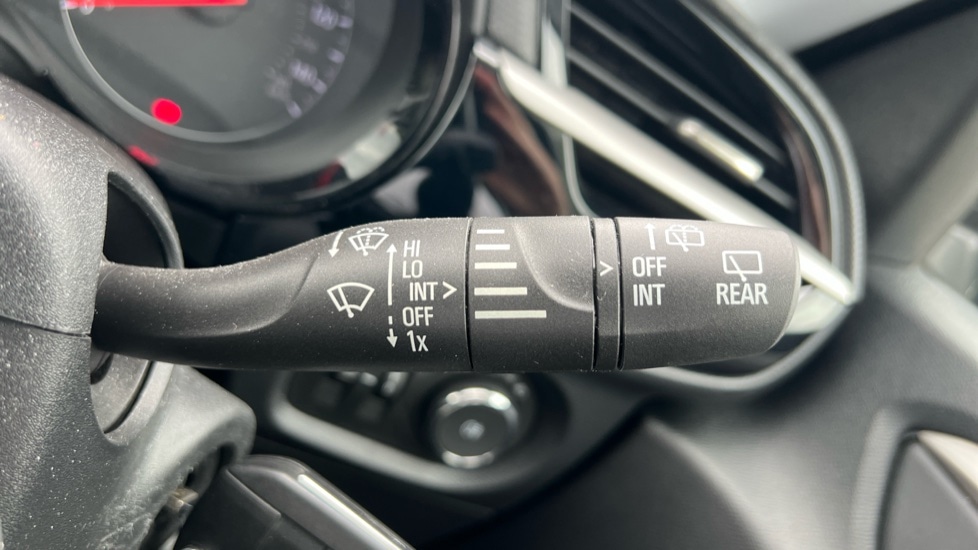 HI
LO
INT >
OFF
1x
>
OFF
INT
REAR